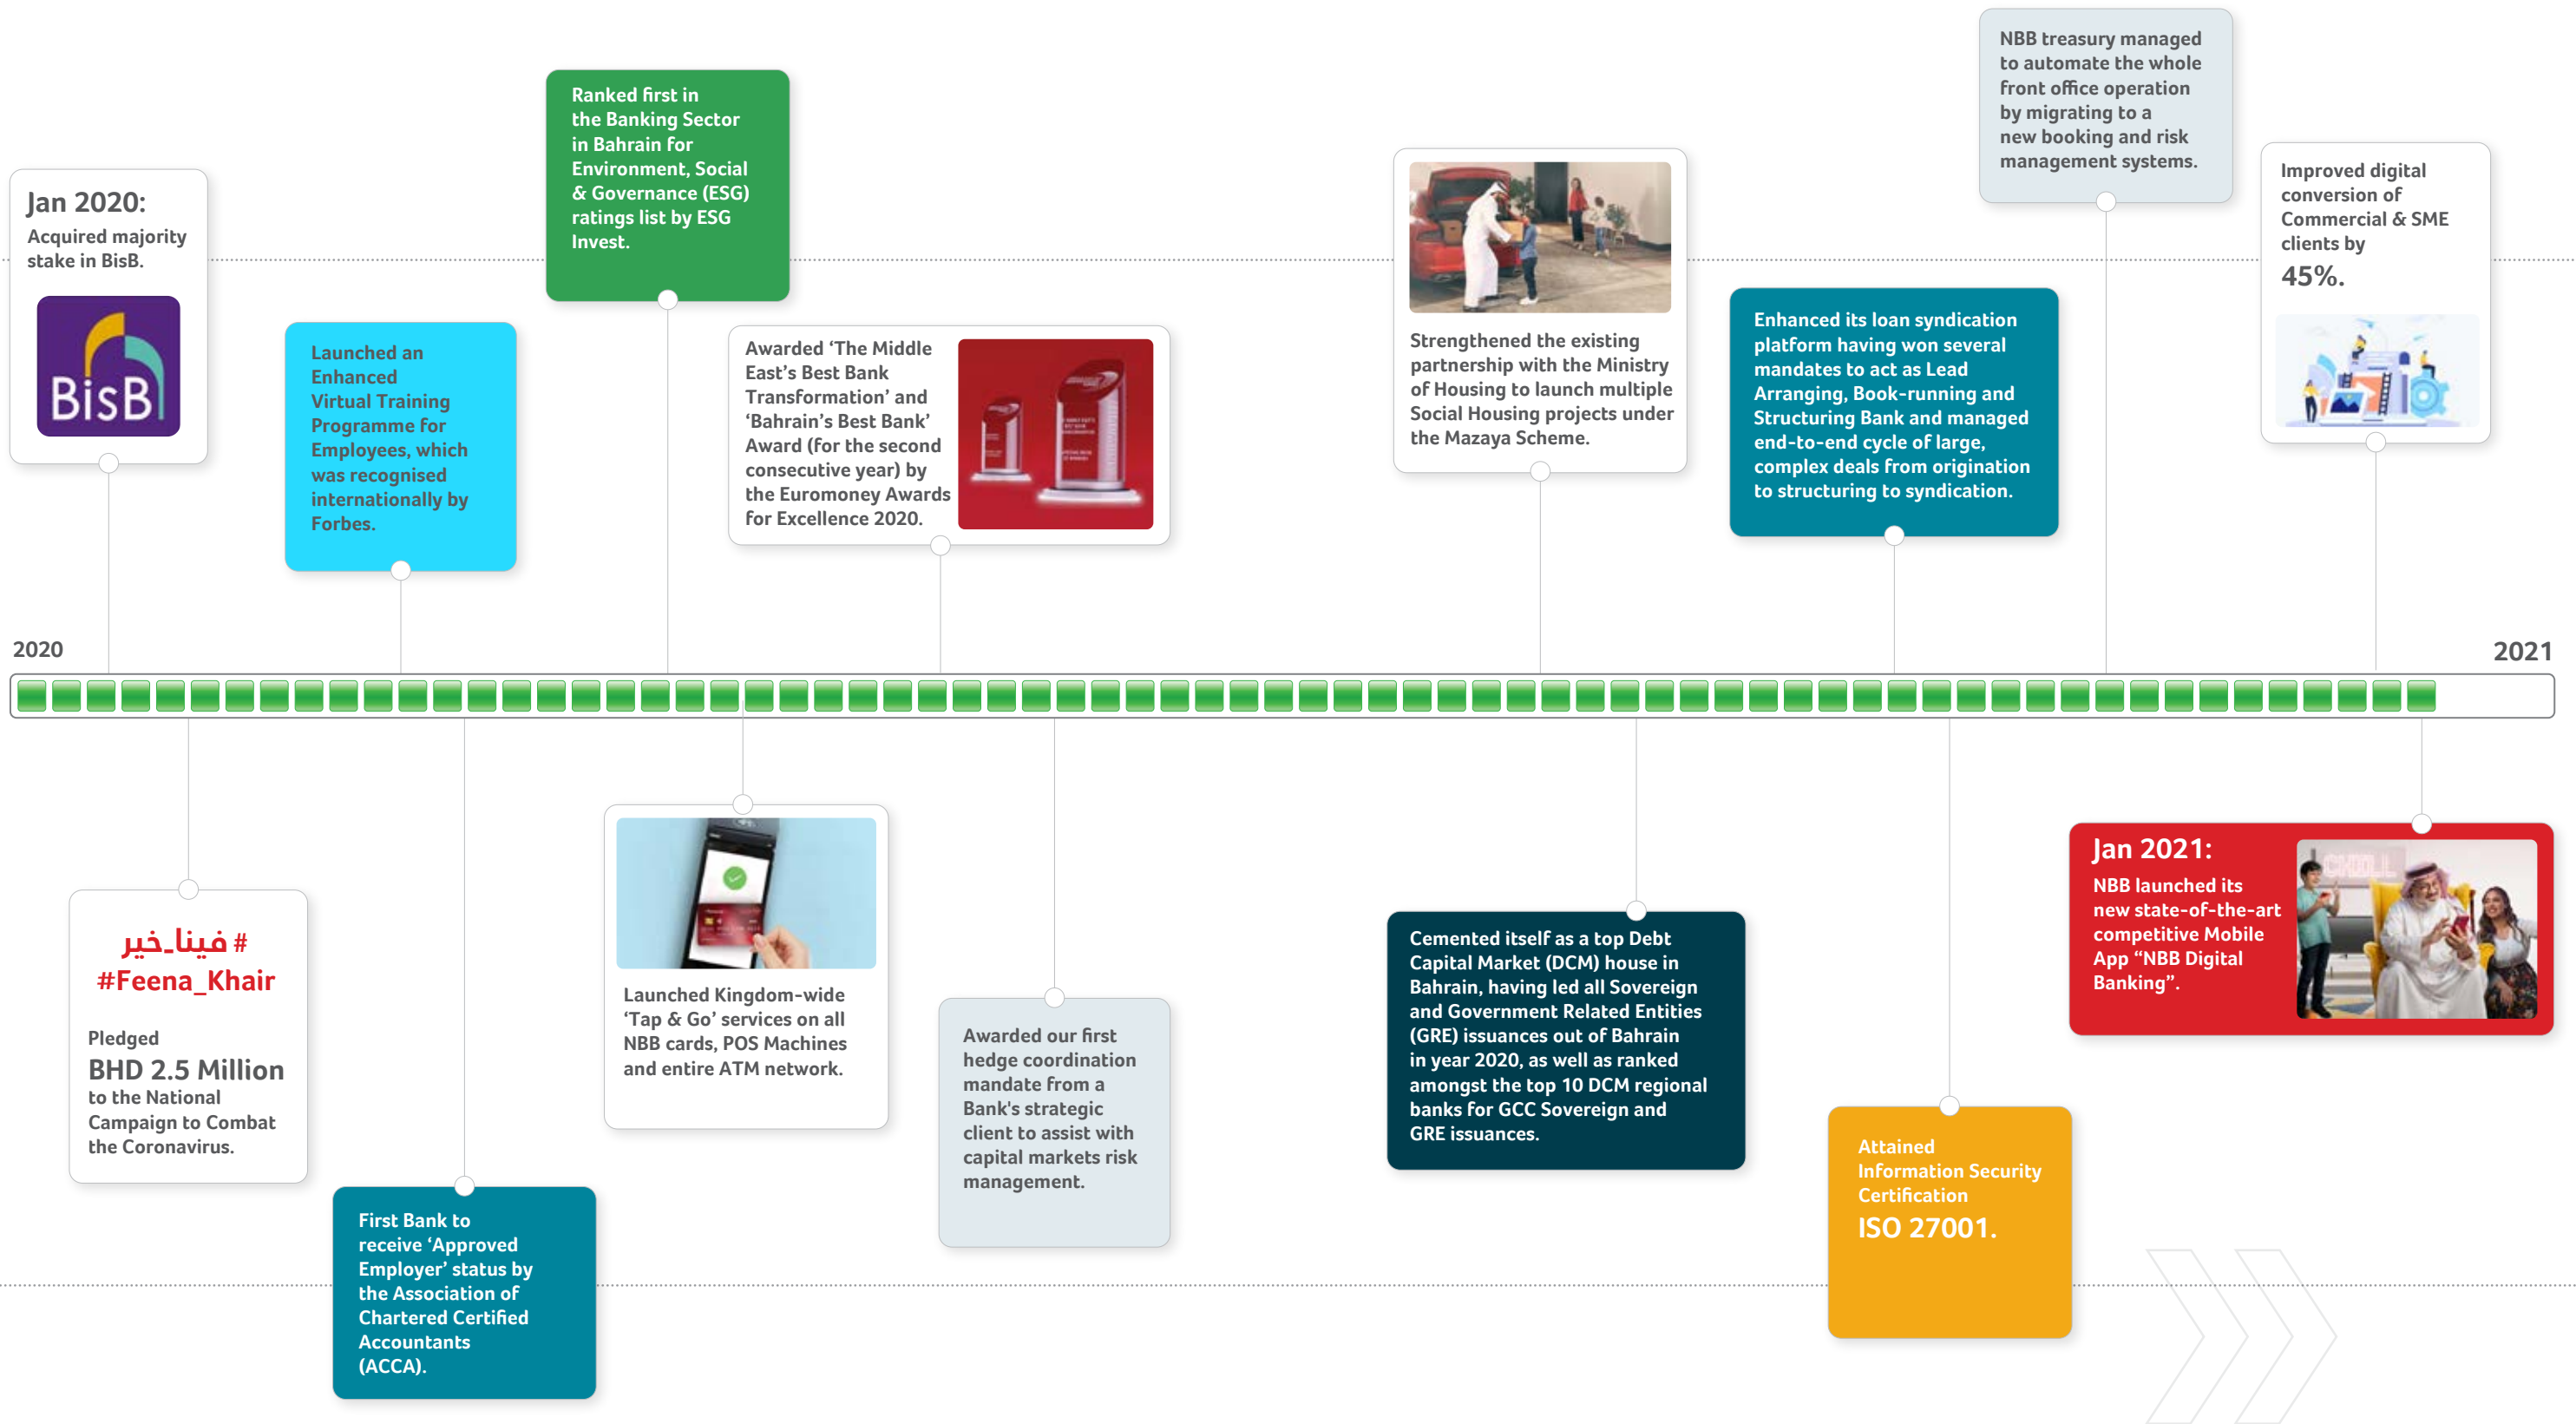 Jan 2020:
Acquired majority
stake in BisB.
BisB
Launched an
Enhanced
Virtual Training
Programme for
Employees, which
was recognised
internationally by
Forbes.
Ranked first in
the Banking Sector
in Bahrain for
Environment, Social
& Governance (ESG)
ratings list by ESG
Invest.
Awarded ‘The Middle
East’s Best Bank
Transformation’ and
‘Bahrain’s Best Bank’
Award (for the second
consecutive year) by
the Euromoney Awards
for Excellence 2020.
Strengthened the existing
partnership with the Ministry
of Housing to launch multiple
Social Housing projects under
the Mazaya Scheme.
Enhanced its loan syndication
platform having won several
mandates to act as Lead
Arranging, Book-running and
Structuring Bank and managed
end-to-end cycle of large,
complex deals from origination
to structuring to syndication.
NBB treasury managed
to automate the whole
front office operation
by migrating to a
new booking and risk
management systems.
Improved digital
conversion of
Commercial & SME
clients by
45%.
2020
2021
# فينا_خير
#Feena_Khair
Pledged
BHD 2.5 Million
to the National
Campaign to Combat
the Coronavirus.
First Bank to
receive ‘Approved
Employer’ status by
the Association of
Chartered Certified
Accountants
(ACCA).
Launched Kingdom-wide
‘Tap & Go’ services on all
NBB cards, POS Machines
and entire ATM network.
Awarded our first
hedge coordination
mandate from a
Bank's strategic
client to assist with
capital markets risk
management.
Cemented itself as a top Debt
Capital Market (DCM) house in
Bahrain, having led all Sovereign
and Government Related Entities
(GRE) issuances out of Bahrain
in year 2020, as well as ranked
amongst the top 10 DCM regional
banks for GCC Sovereign and
GRE issuances.
Attained
Information Security
Certification
ISO 27001.
Jan 2021:
NBB launched its
new state-of-the-art
competitive Mobile
App “NBB Digital
Banking”.
CHILL